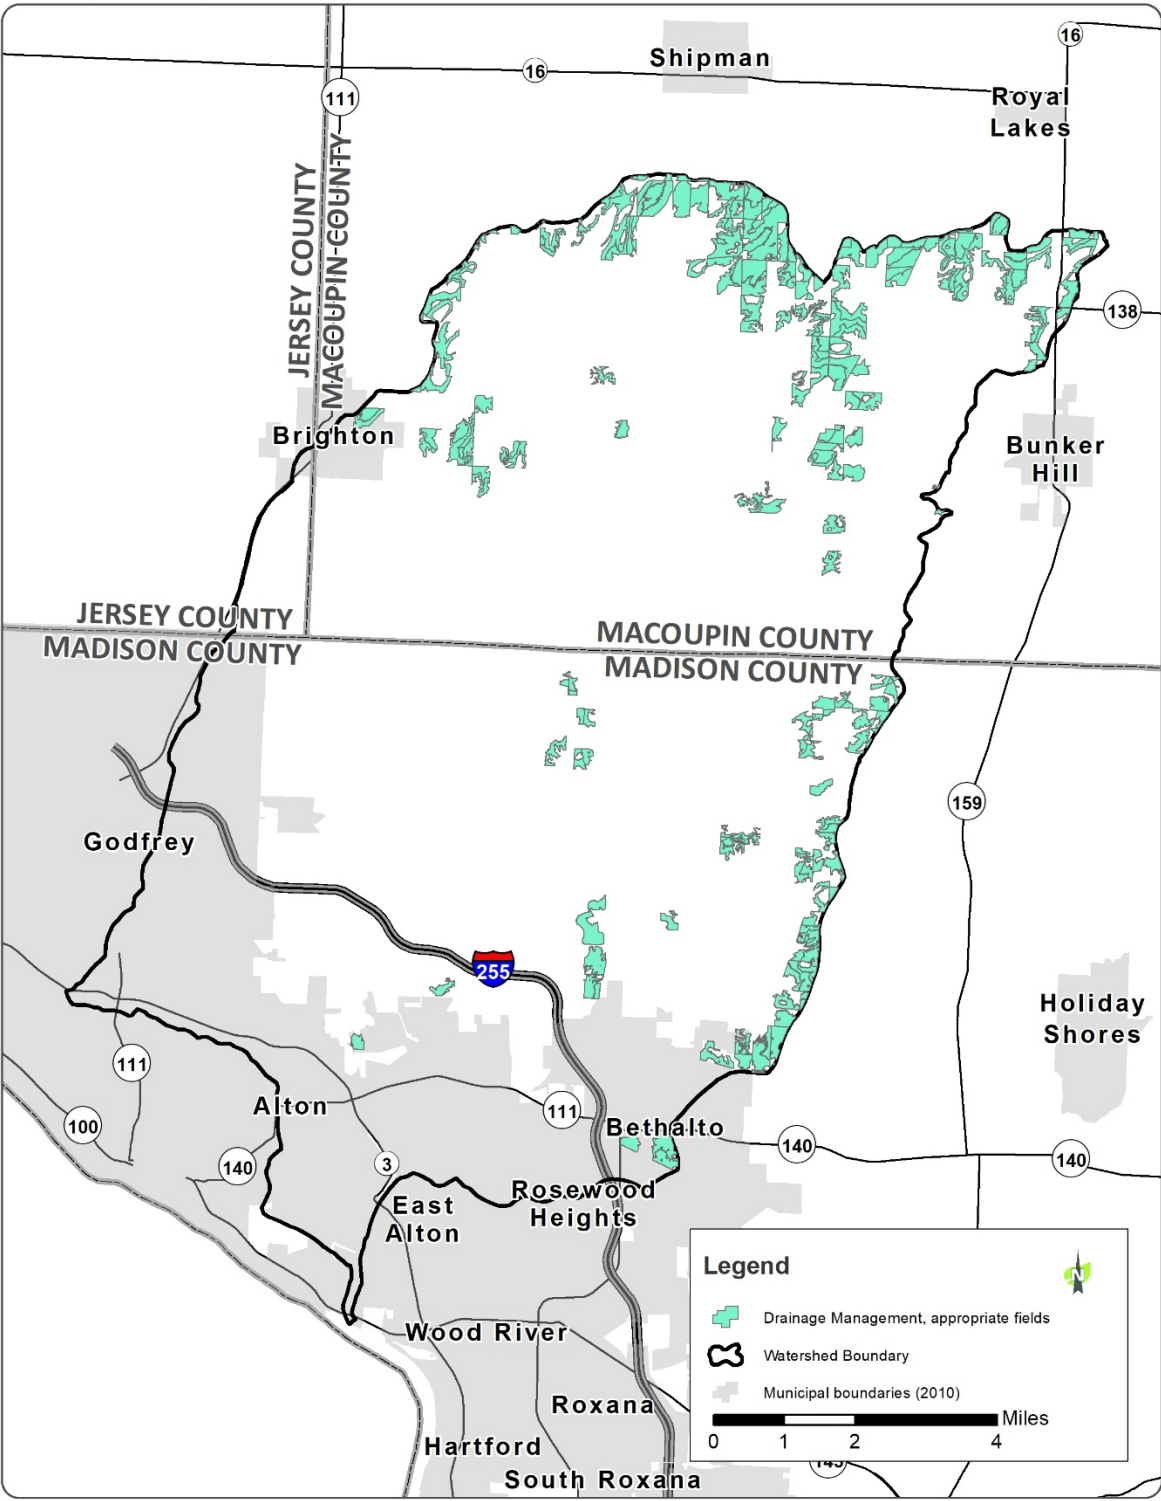 16
Shipman
16
111
Royal
Lakes
JERSEY COUNTY
MACOUPIN COUNTY
138
Brighton
Bunker
Hill
JERSEY COUNTY
MADISON COUNTY
MACOUPIN COUNTY
MADISON COUNTY
159
Godfrey
255
Holiday
Shores
111
Alton
111
100
Bethalto
140
140
140
3
East
Alton
Rosewood
Heights
Legend
N
Drainage Management, appropriate fields
Wood River
Watershed Boundary
Municipal boundaries (2010)
Roxana
Miles
0 1 2 4
Hartford
South Roxana